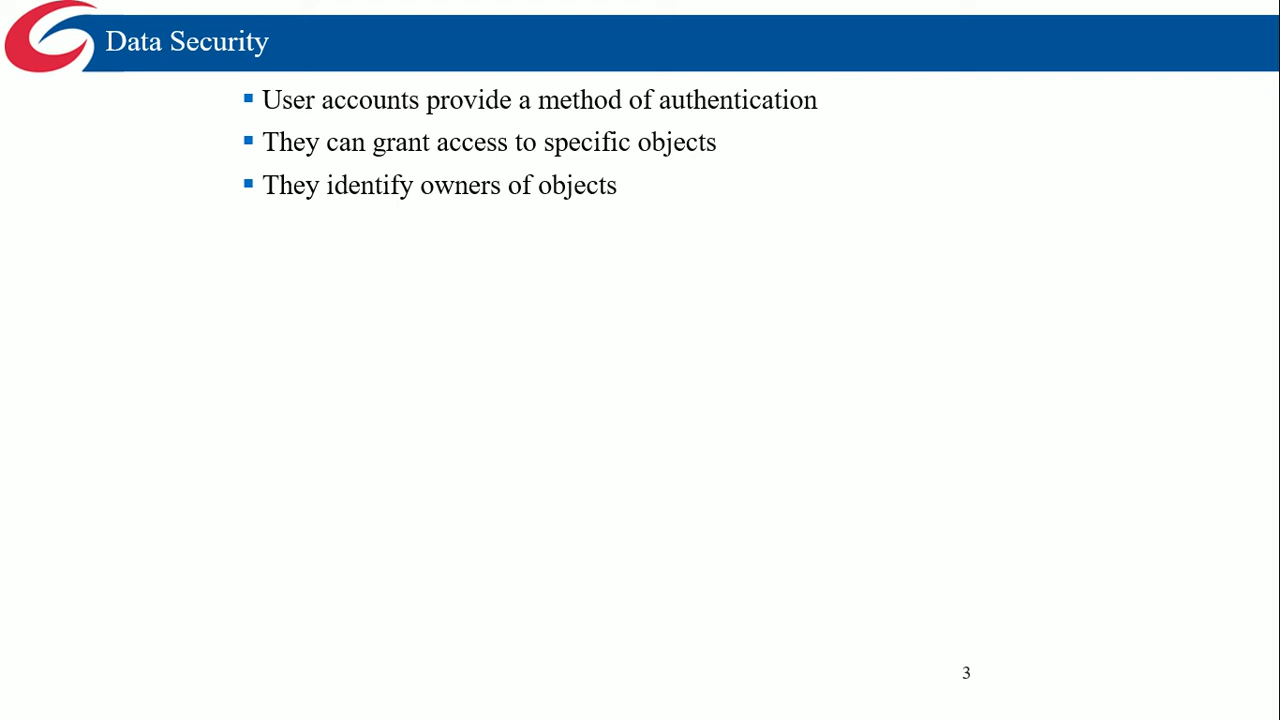 Data Security
▪ User accounts provide a method of authentication
▪ They can grant access to specific objects
▪ They identify owners of objects
3